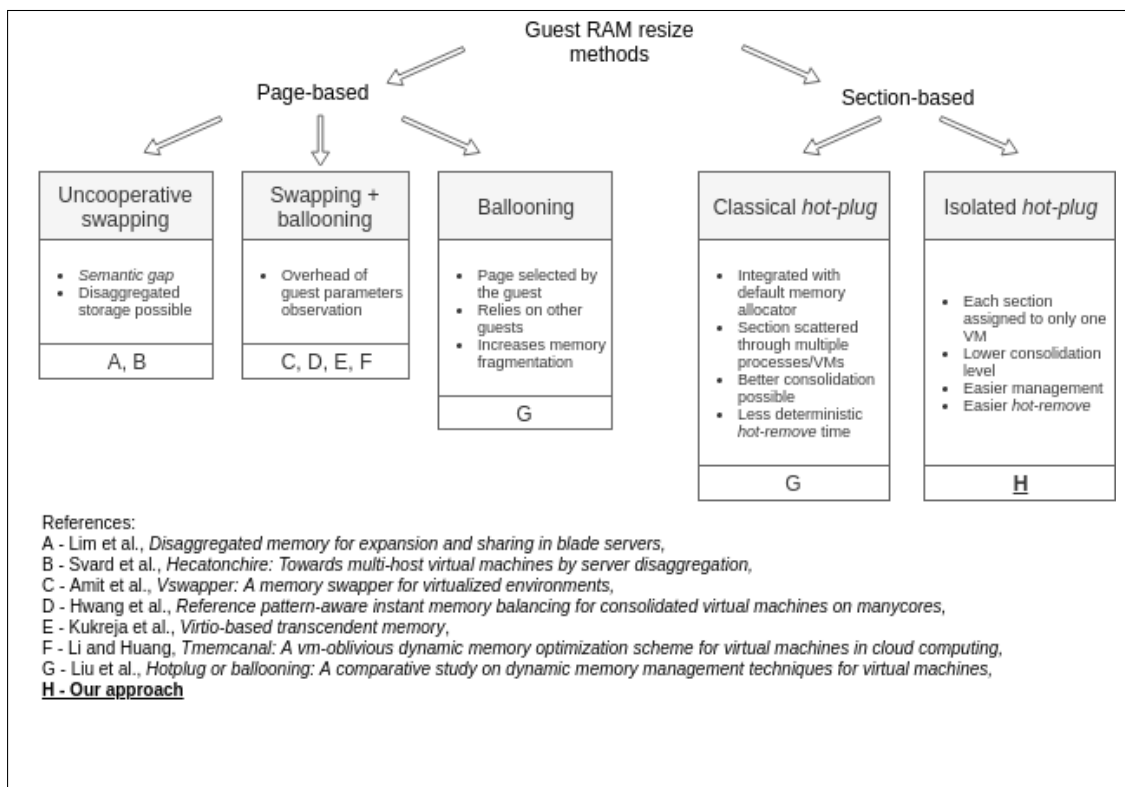 Guest RAM resize
methods
Page-based
Section-based
Uncooperative
swapping
• Semantic gap
• Disaggregated
storage possible
A, B
Swapping +
ballooning
• Overhead of
guest parameters
observation
C, D, E, F
Ballooning
• Page selected by
the guest
• Relies on other
guests
• Increases memory
fragmentation
G
Classical hot-plug
• Integrated with
default memory
allocator
• Section scattered
through multiple
processes/VMs
• Better consolidation
possible
• Less deterministic
hot-remove time
G
Isolated hot-plug
• Each section
assigned to only one
VM
• Lower consolidation
level
• Easier management
• Easier hot-remove
H
References:
A - Lim et al., Disaggregated memory for expansion and sharing in blade servers,
B - Svard et al., Hecatonchire: Towards multi-host virtual machines by server disaggregation,
C - Amit et al., Vswapper: A memory swapper for virtualized environments,
D - Hwang et al., Reference pattern-aware instant memory balancing for consolidated virtual machines on manycores,
E - Kukreja et al., Virtio-based transcendent memory,
F - Li and Huang, Tmemcanal: A vm-oblivious dynamic memory optimization scheme for virtual machines in cloud computing,
G - Liu et al., Hotplug or ballooning: A comparative study on dynamic memory management techniques for virtual machines,
H - Our approach